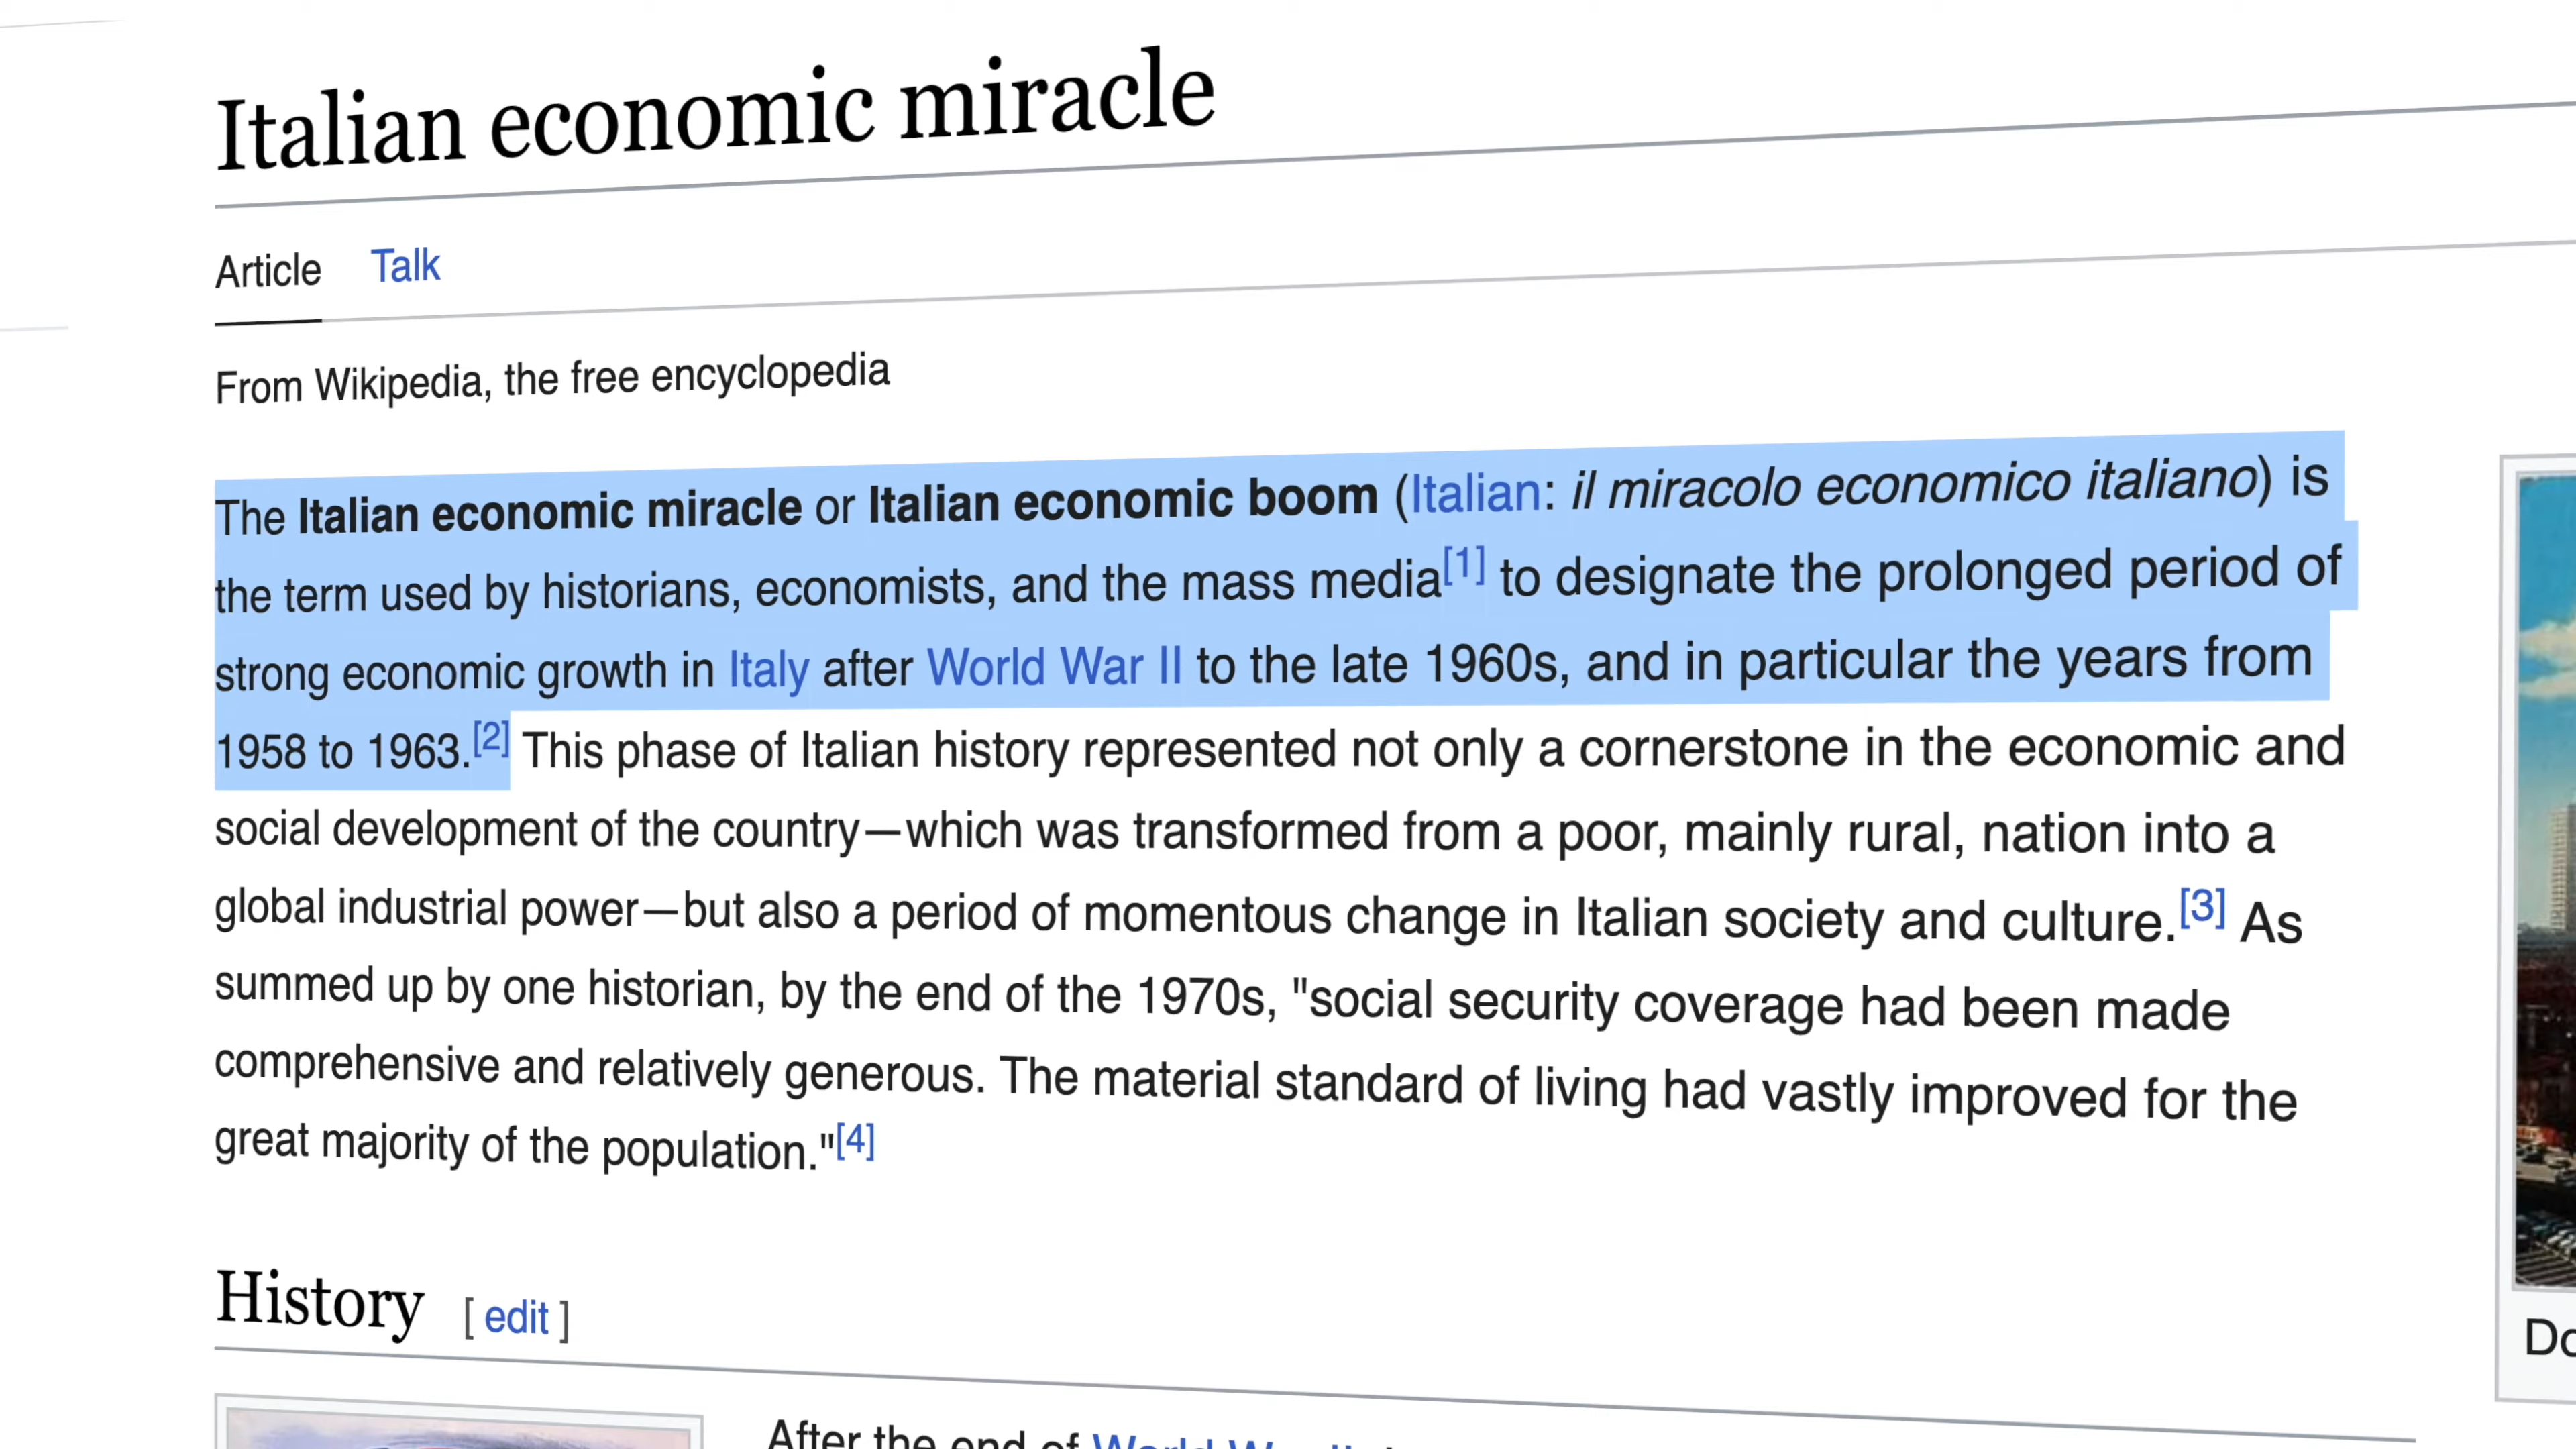 Italian economic miracle
Article Talk
From Wikipedia, the free encyclopedia
The Italian economic miracle or Italian economic boom (Italian: il miracolo economico italiano) is
the term used by historians, economists, and the mass media[1] to designate the prolonged period of
strong economic growth in Italy after World War II to the late 1960s, and in particular the years from
1958 to 1963.[2] This phase of Italian history represented not only a cornerstone in the economic and
social development of the country—which was transformed from a poor, mainly rural, nation into a
global industrial power—but also a period of momentous change in Italian society and culture.[3] As
summed up by one historian, by the end of the 1970s, "social security coverage had been made
comprehensive and relatively generous. The material standard of living had vastly improved for the
great majority of the population."[4]
History [ edit ]
After the end of World War